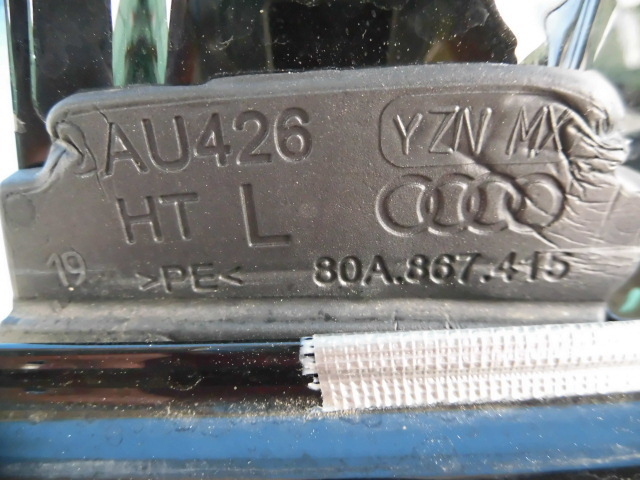 AU426 YZN MX
HT L
19 >PE< 80A.867.415